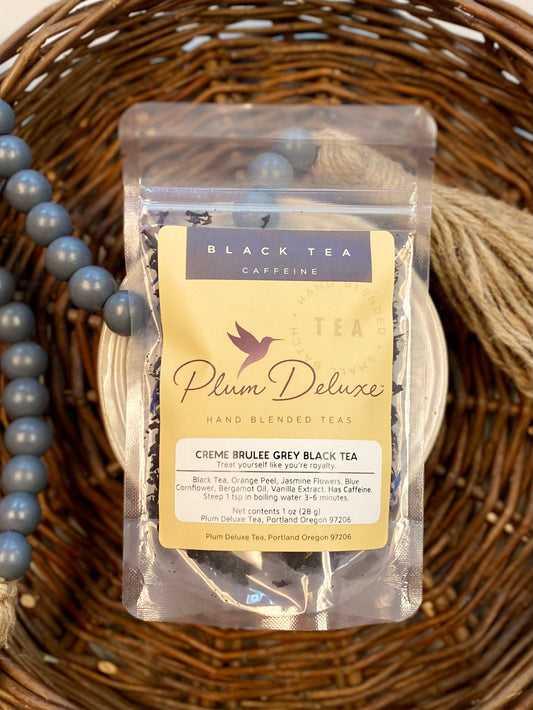 BLACK TEA
CAFFEINE
HAND BLENDED • SMALL BATCH •
TEA
Plum Deluxe™
HAND BLENDED TEAS
CREME BRULEE GREY BLACK TEA
Treat yourself like you're royalty.
Black Tea, Orange Peel, Jasmine Flowers, Blue
Cornflower, Bergamot Oil, Vanilla Extract. Has Caffeine.
Steep 1 tsp in boiling water 3-6 minutes.
Net contents 1 oz (28 g)
Plum Deluxe Tea, Portland Oregon 97206
Plum Deluxe Tea, Portland Oregon 97206